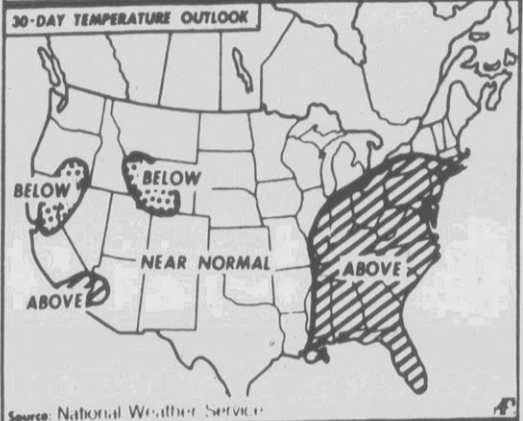 30-DAY TEMPERATURE OUTLOOK
BELOW
BELOW
NEAR NORMAL
ABOVE
ABOVE
Source: National Weather Service
AP